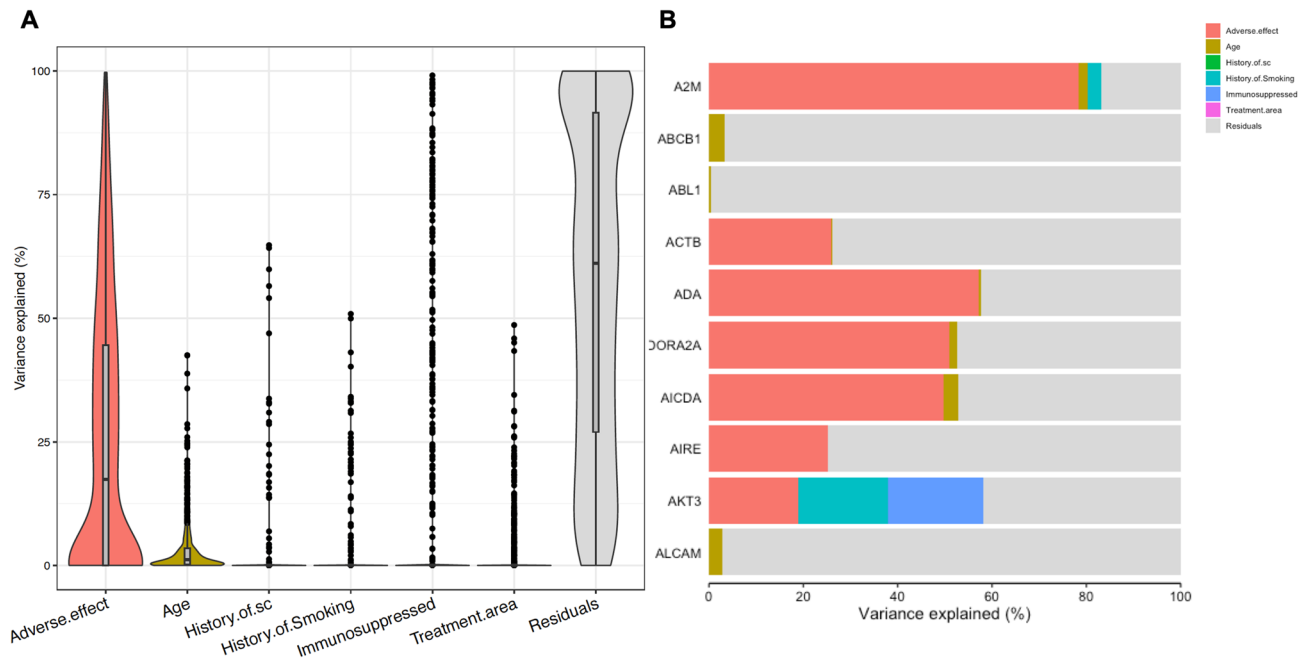 A
Variance explained (%)
100
75
50
25
0
Adverse.effect
Age
History.of.sc
History.of.Smoking
Immunosuppressed
Treatment.area
Residuals
B
A2M
ABCB1
ABL1
ACTB
ADA
DORA2A
AICDA
AIRE
AKT3
ALCAM
0 20 40 60 80 100
Variance explained (%)
Adverse.effect
Age
History.of.sc
History.of.Smoking
Immunosuppressed
Treatment.area
Residuals